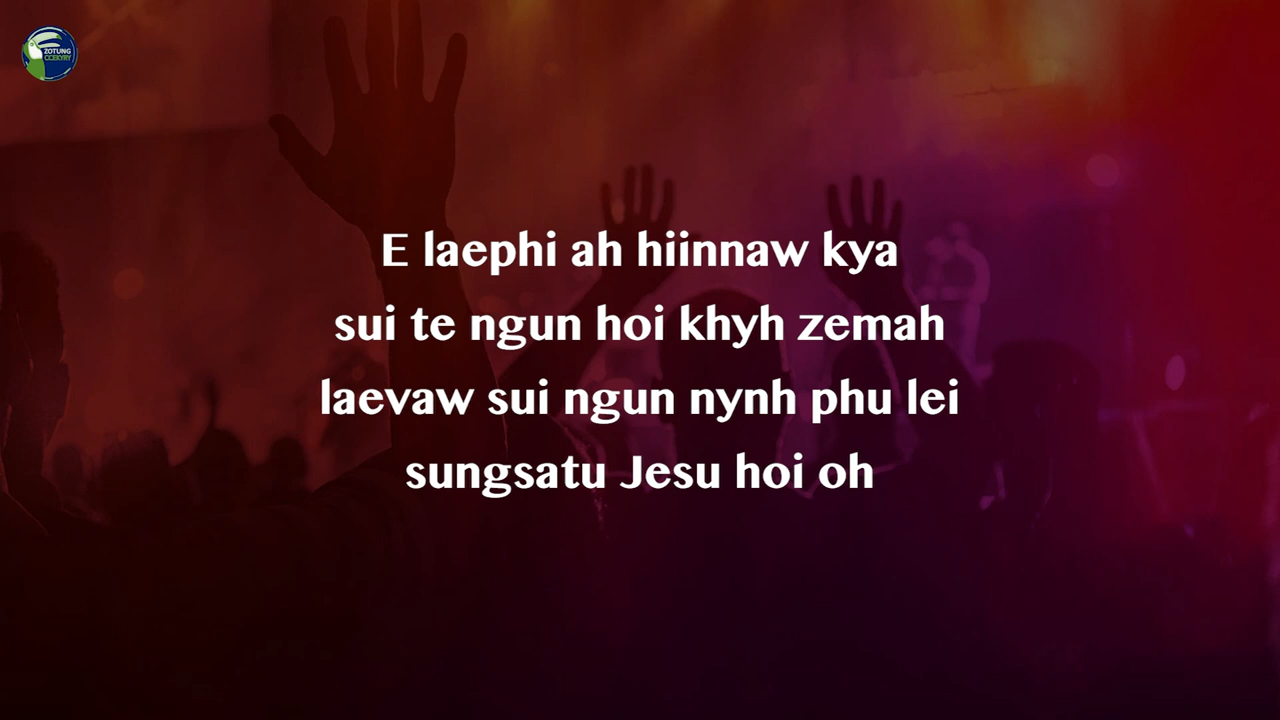 ZOTUNG
CCEKYRY
E laephi ah hiinnaw kya
sui te ngun hoi khyh zemah
laevaw sui ngun nynh phu lei
sungsatu Jesu hoi oh